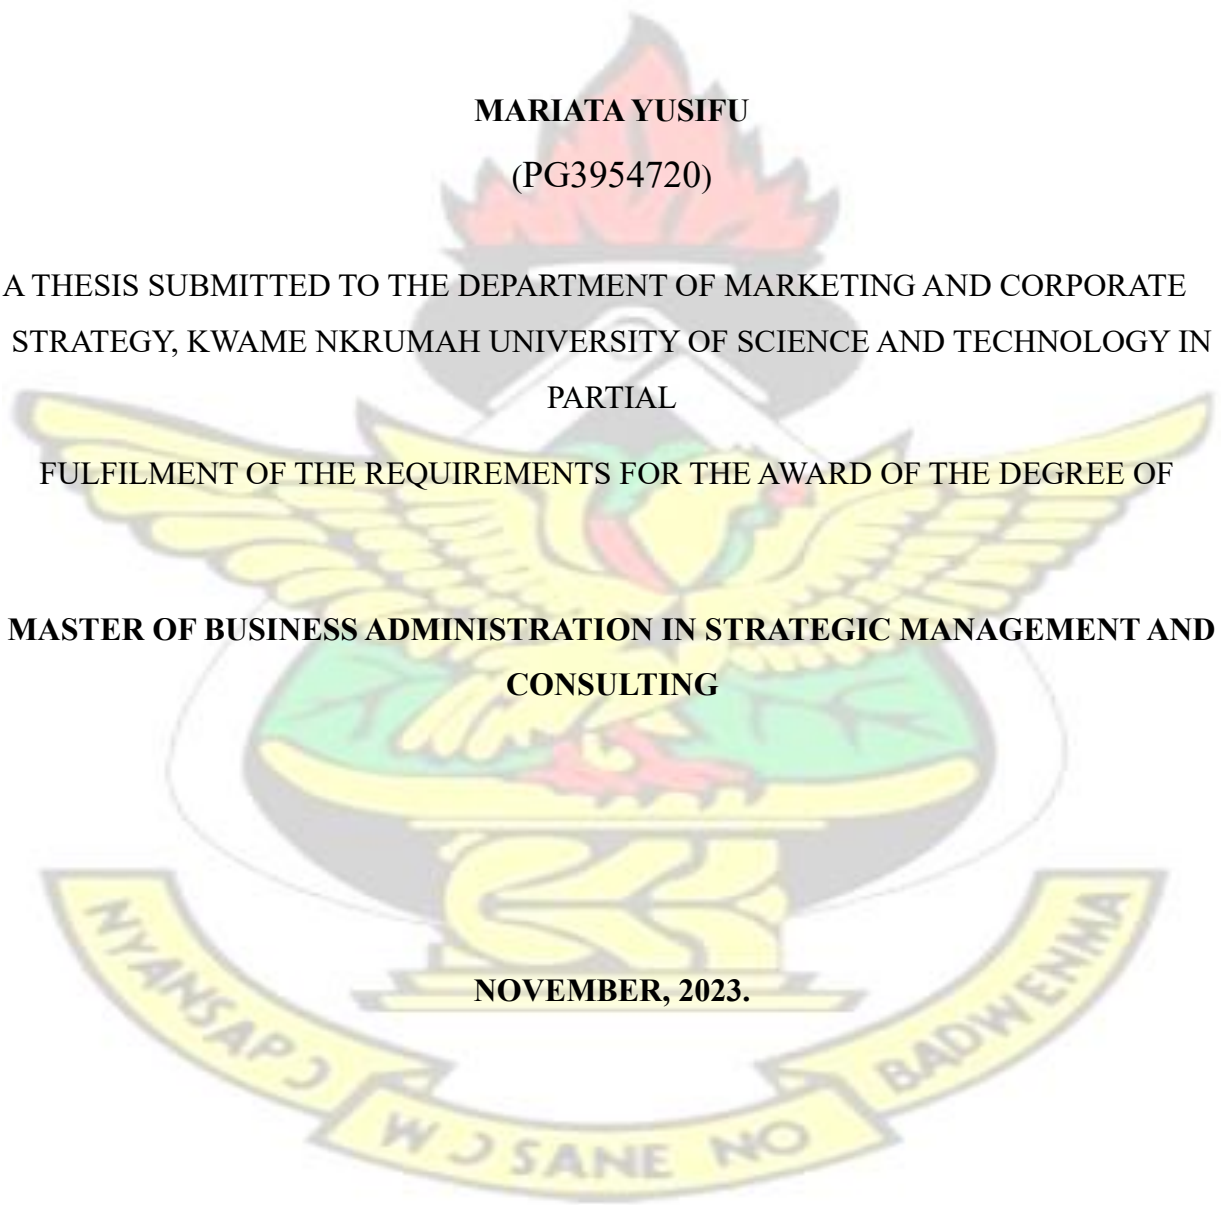 MARIATA YUSIFU
(PG3954720)
A THESIS SUBMITTED TO THE DEPARTMENT OF MARKETING AND CORPORATE
STRATEGY, KWAME NKRUMAH UNIVERSITY OF SCIENCE AND TECHNOLOGY IN
PARTIAL
FULFILMENT OF THE REQUIREMENTS FOR THE AWARD OF THE DEGREE OF
MASTER OF BUSINESS ADMINISTRATION IN STRATEGIC MANAGEMENT AND
CONSULTING
NOVEMBER, 2023.
NYANSAPƆ
WƆSANE NO
BADWENMA